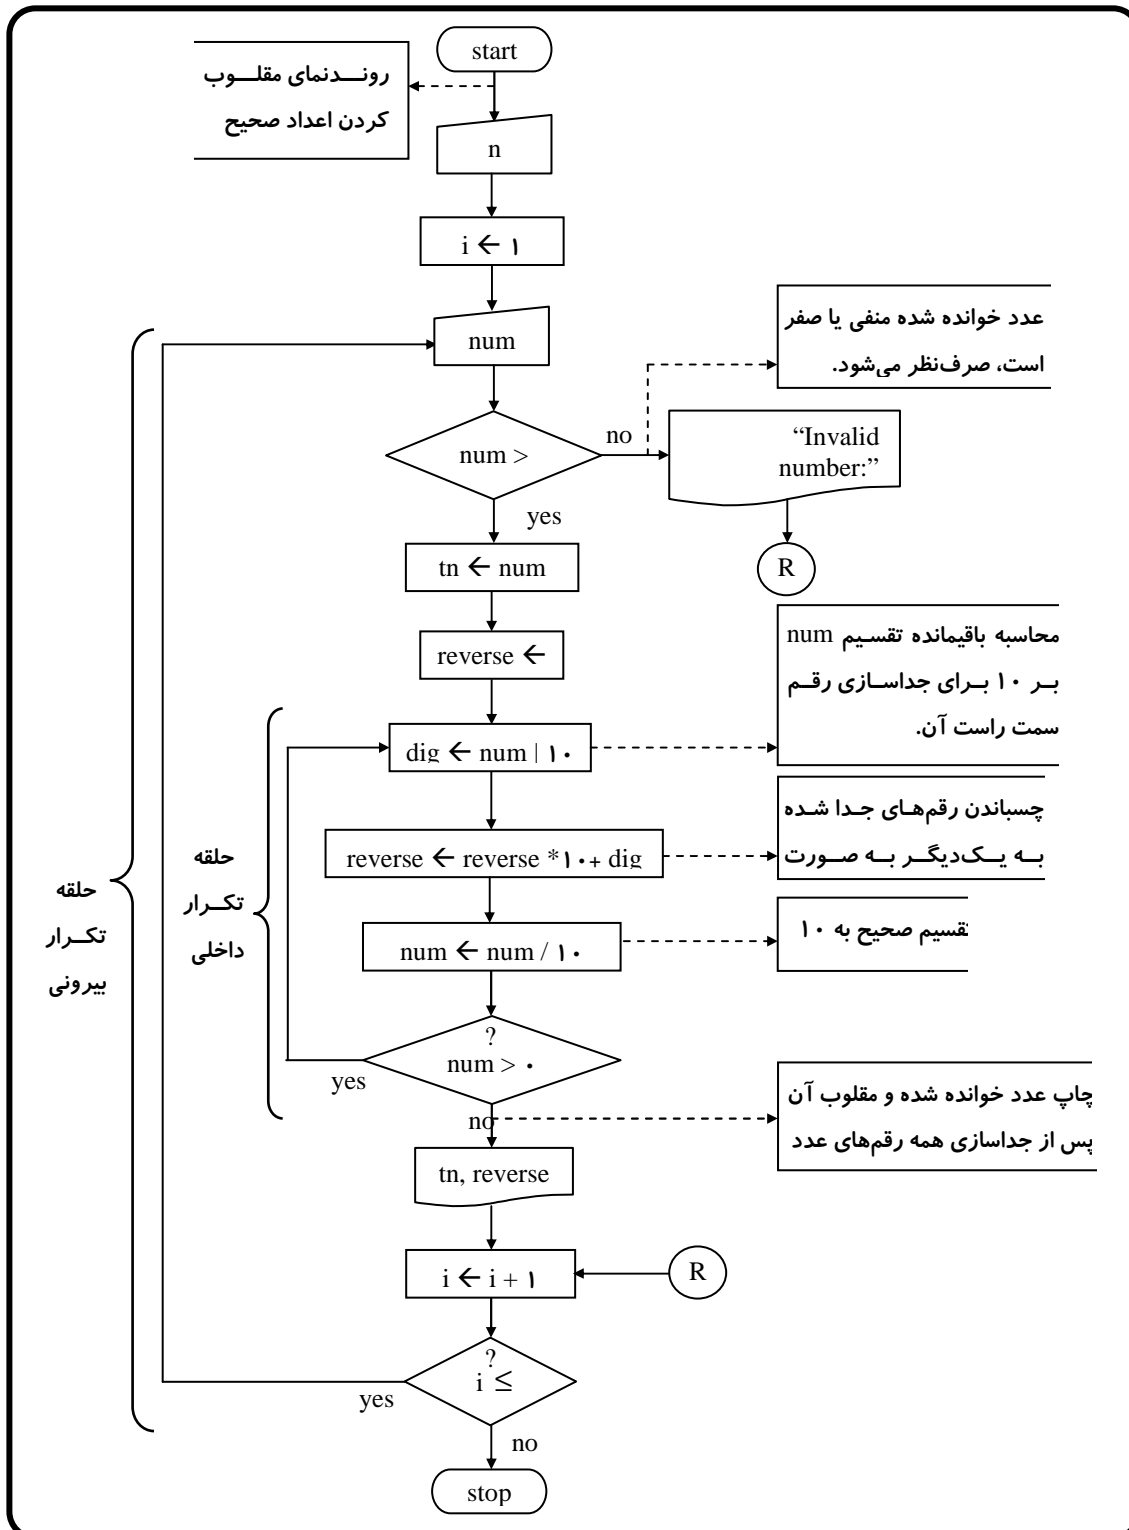 start
روندنمای مقلوب
کردن اعداد صحیح
n
i ← ۱
num
عدد خوانده شده منفی یا صفر
است، صرف‌نظر می‌شود.
num >
no
“Invalid
number:”
yes
R
tn ← num
reverse ←
محاسبه باقیمانده تقسیم num
بر ۱۰ برای جداسازی رقم
سمت راست آن.
dig ← num | ۱۰
چسباندن رقم‌های جدا شده
به یک‌دیگر به صورت
reverse ← reverse *۱۰+ dig
حلقه
تکرار
داخلی
حلقه
تکرار
بیرونی
تقسیم صحیح به ۱۰
num ← num / ۱۰
?
num > ۰
yes
no
چاپ عدد خوانده شده و مقلوب آن
پس از جداسازی همه رقم‌های عدد
tn, reverse
i ← i + ۱
R
?
i ≤
yes
no
stop